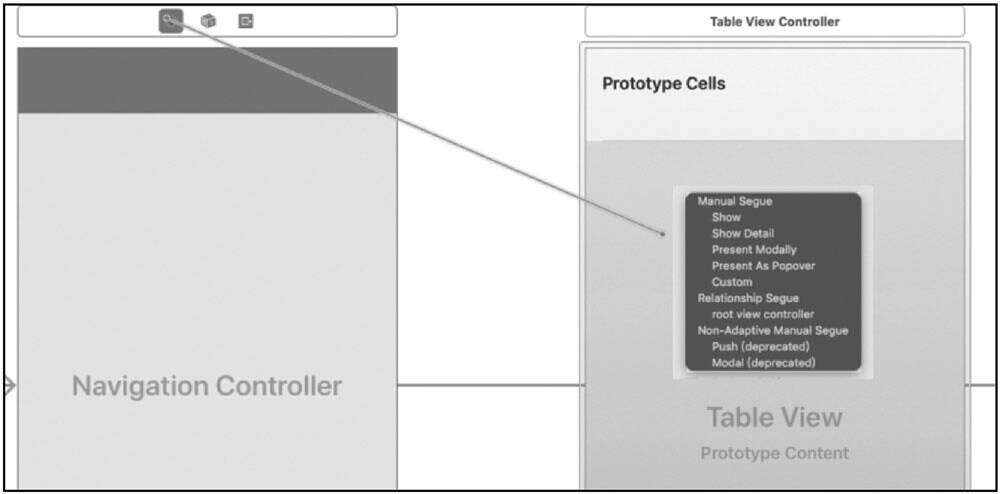 Table View Controller
Prototype Cells
Manual Segue
Show
Show Detail
Present Modally
Present As Popover
Custom
Relationship Segue
root view controller
Non-Adaptive Manual Segue
Push (deprecated)
Modal (deprecated)
Navigation Controller
Table View
Prototype Content